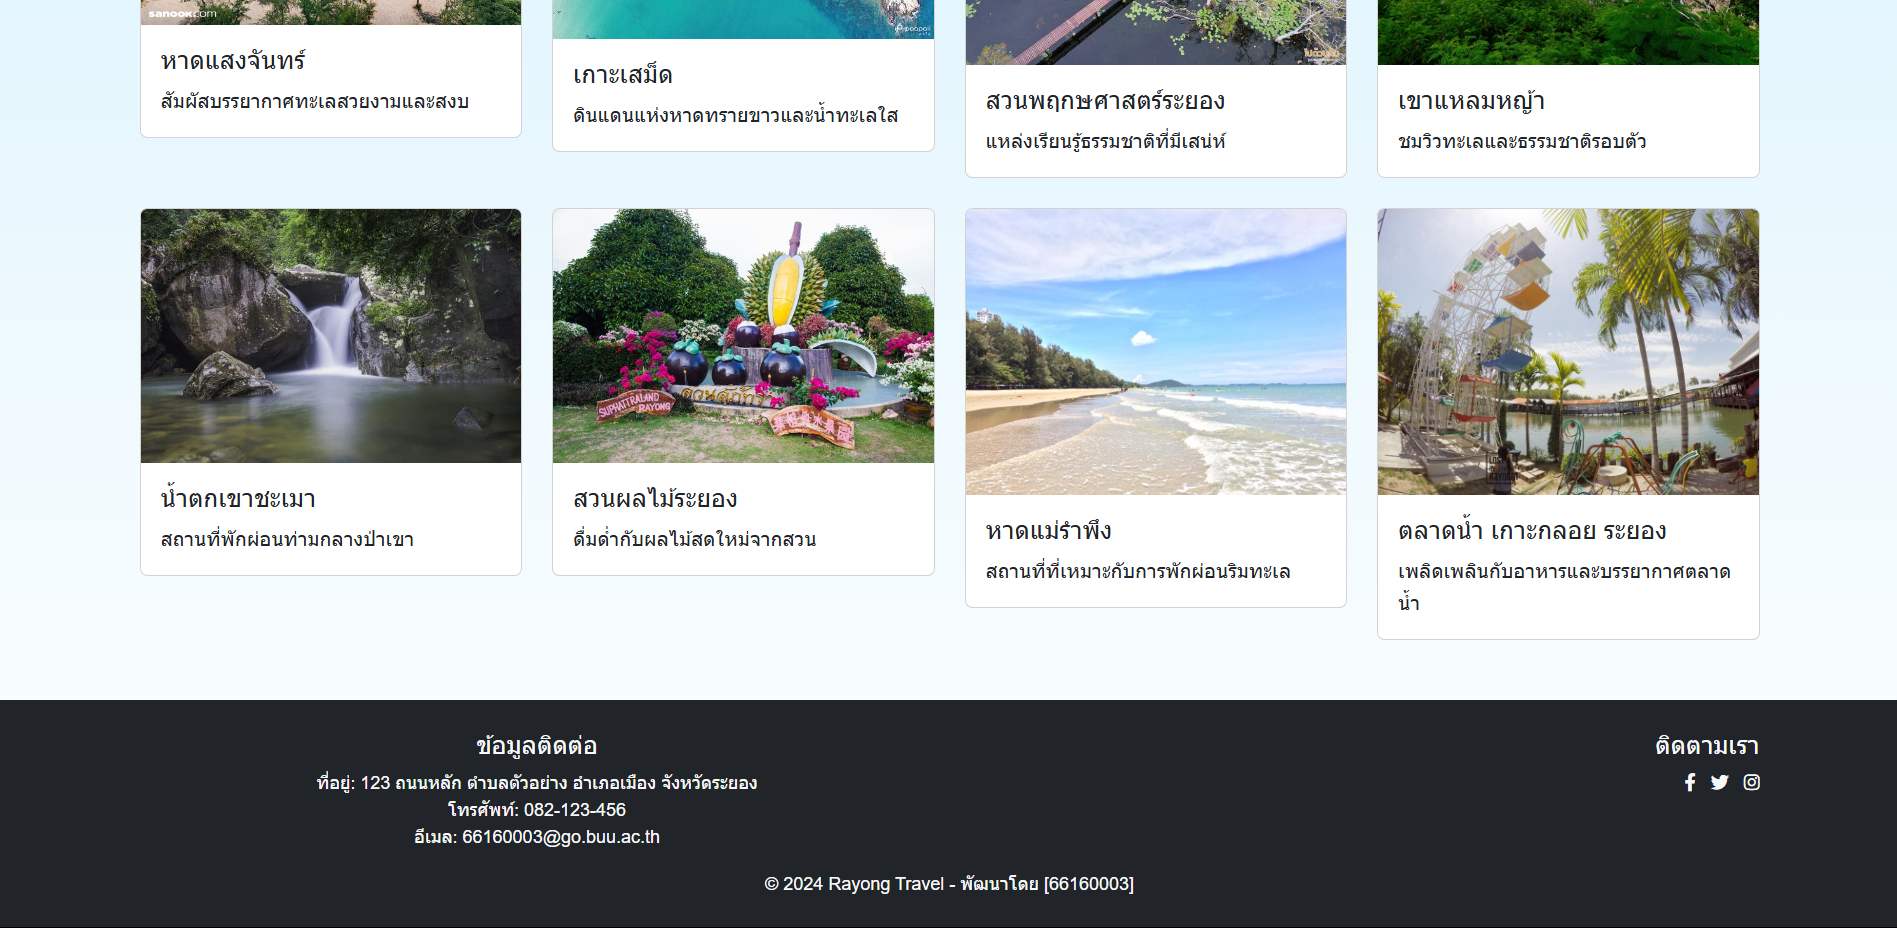 sanook.com
หาดแสงจันทร์
สัมผัสบรรยากาศทะเลสวยงามและสงบ
เกาะเสม็ด
ดินแดนแห่งหาดทรายขาวและน้ำทะเลใส
สวนพฤกษศาสตร์ระยอง
แหล่งเรียนรู้ธรรมชาติที่มีเสน่ห์
เขาแหลมหญ้า
ชมวิวทะเลและธรรมชาติรอบตัว
SUPHATTRALAND
RAYONG
น้ำตกเขาชะเมา
สถานที่พักผ่อนท่ามกลางป่าเขา
สวนผลไม้ระยอง
ดื่มด่ำกับผลไม้สดใหม่จากสวน
หาดแม่รำพึง
สถานที่ที่เหมาะกับการพักผ่อนริมทะเล
ตลาดน้ำ เกาะกลอย ระยอง
เพลิดเพลินกับอาหารและบรรยากาศตลาด
น้ำ
ข้อมูลติดต่อ
ที่อยู่: 123 ถนนหลัก ตำบลตัวอย่าง อำเภอเมือง จังหวัดระยอง
โทรศัพท์: 082-123-456
อีเมล: 66160003@go.buu.ac.th
ติดตามเรา
© 2024 Rayong Travel - พัฒนาโดย [66160003]